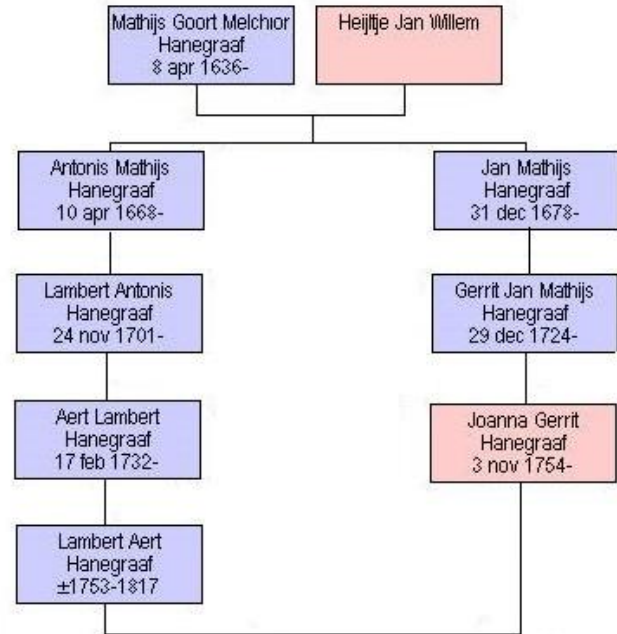 Mathijs Goort Melchior
Hanegraaf
8 apr 1636-
Heijltje Jan Willem
Antonis Mathijs
Hanegraaf
10 apr 1668-
Jan Mathijs
Hanegraaf
31 dec 1678-
Lambert Antonis
Hanegraaf
24 nov 1701-
Gerrit Jan Mathijs
Hanegraaf
29 dec 1724-
Aert Lambert
Hanegraaf
17 feb 1732-
Joanna Gerrit
Hanegraaf
3 nov 1754-
Lambert Aert
Hanegraaf
±1753-1817